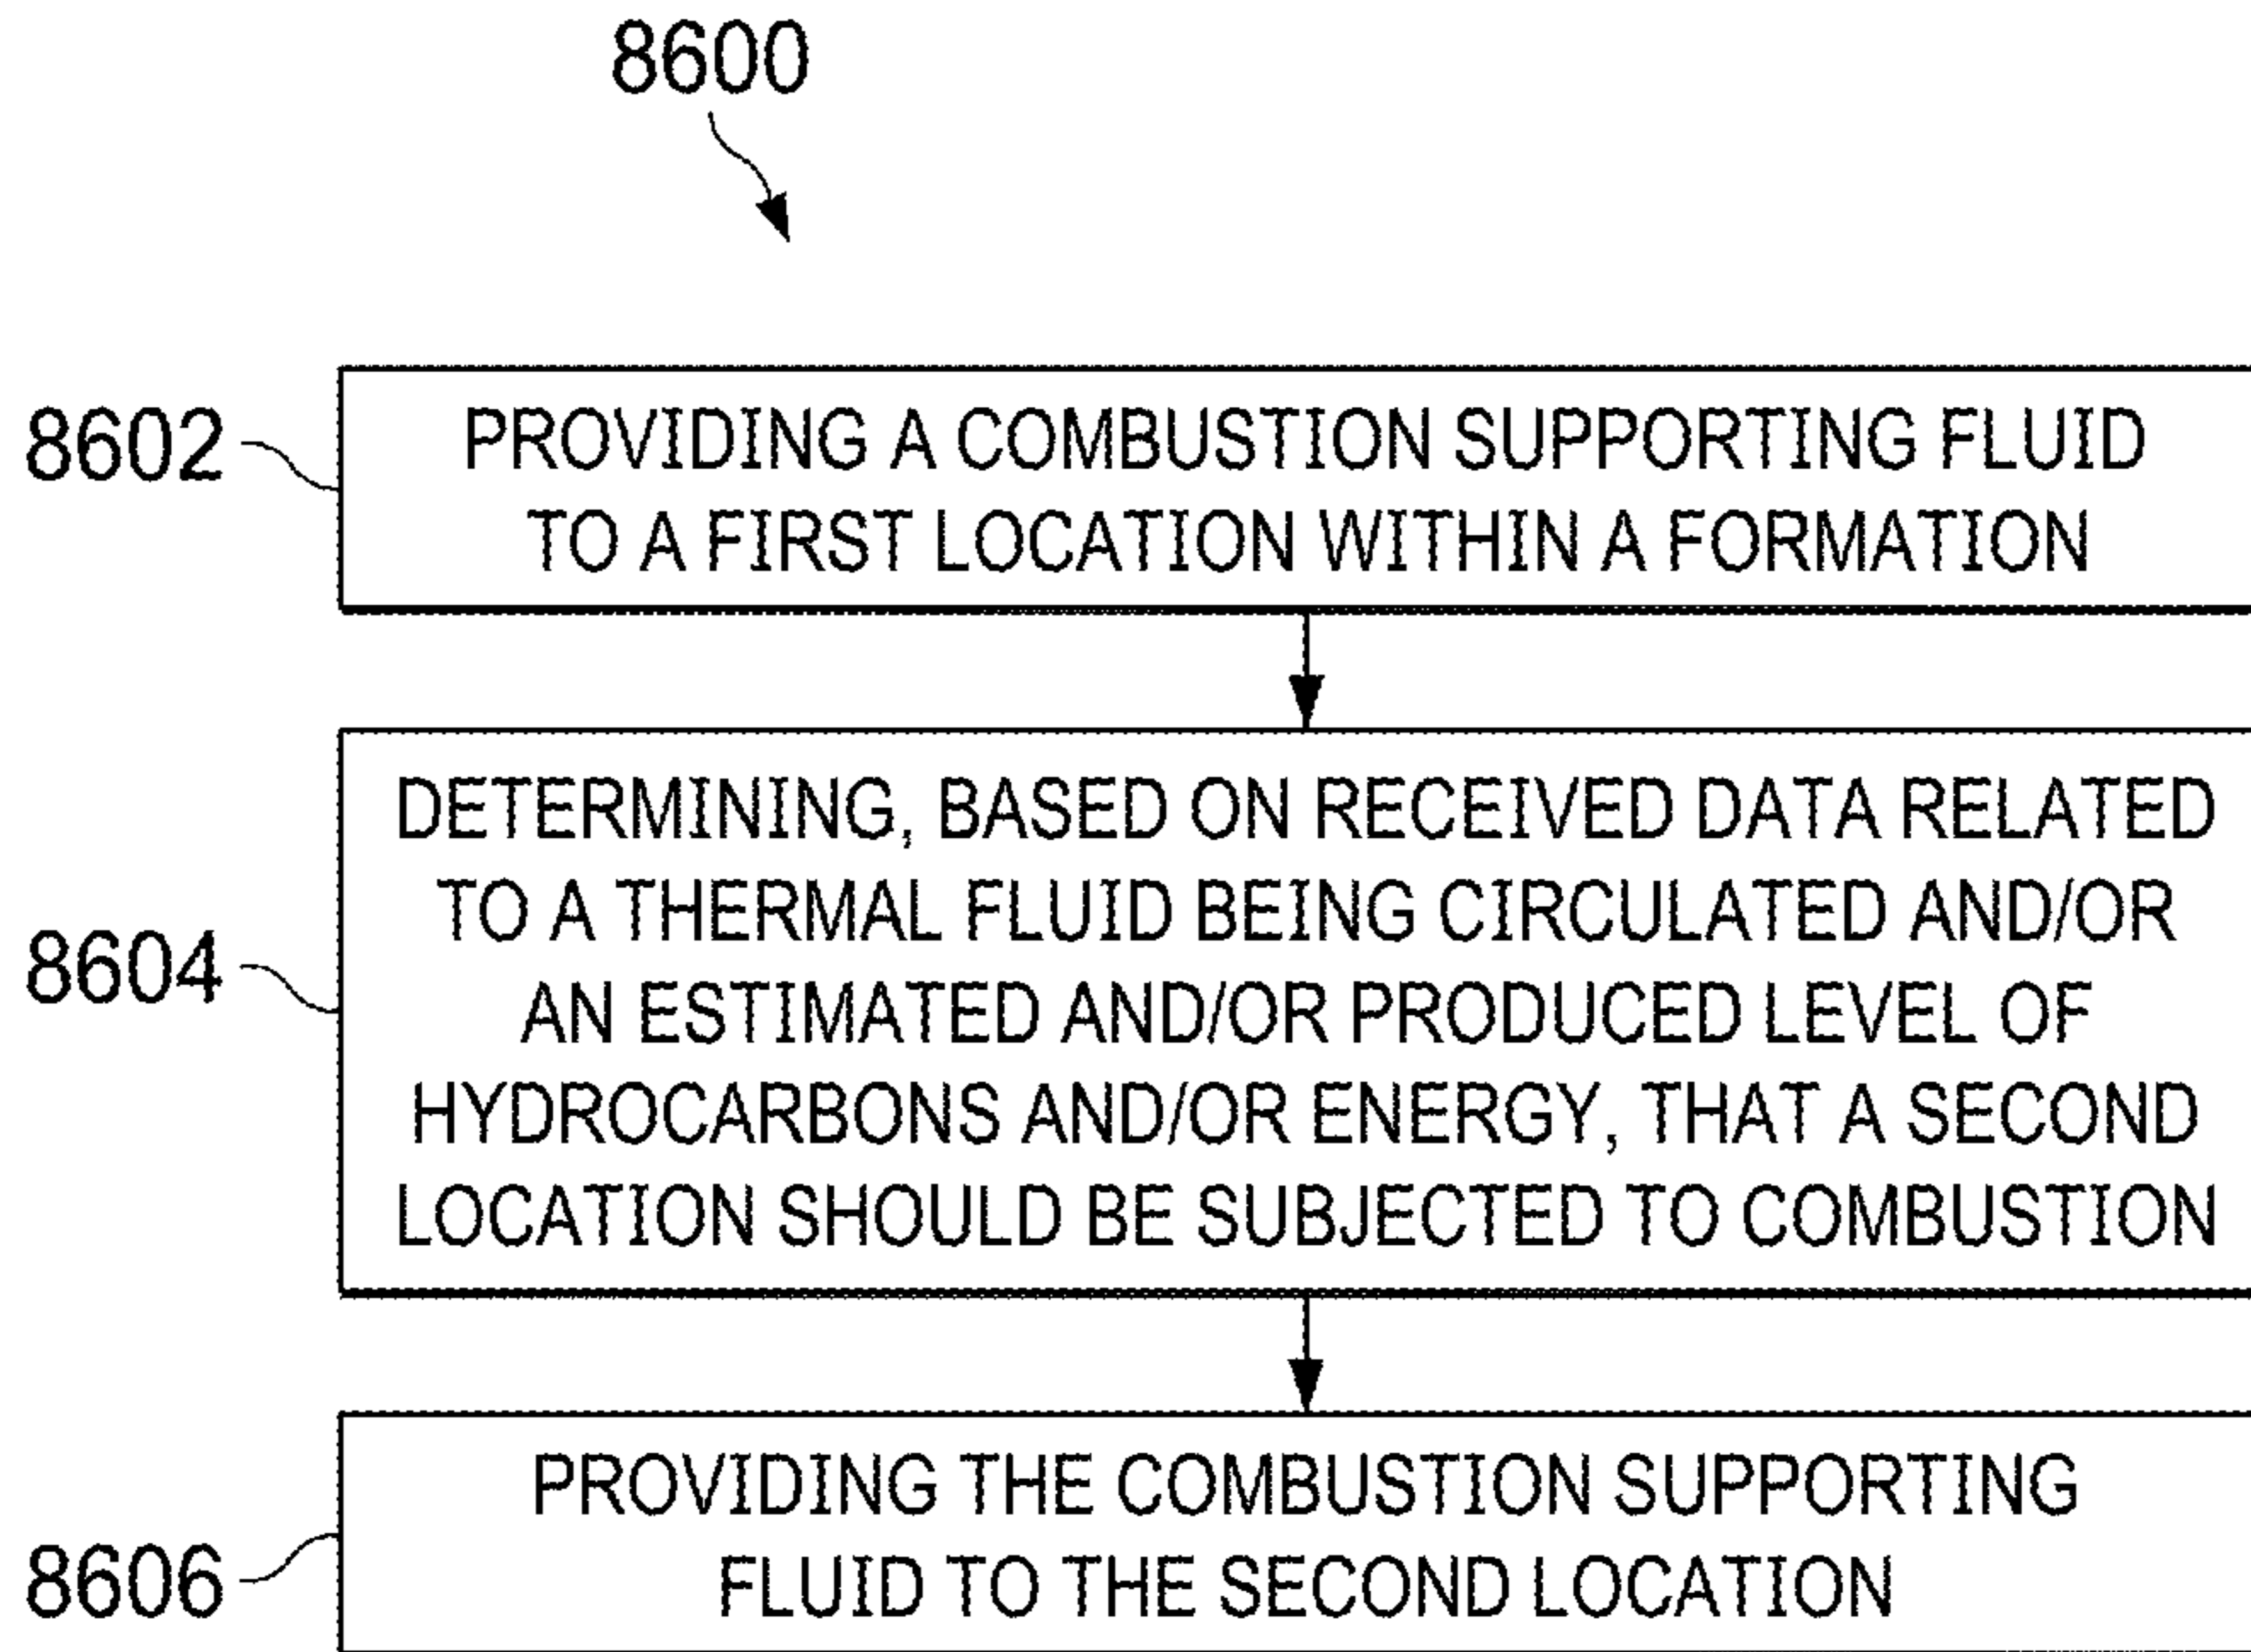 8600
8602
PROVIDING A COMBUSTION SUPPORTING FLUID
TO A FIRST LOCATION WITHIN A FORMATION
8604
DETERMINING, BASED ON RECEIVED DATA RELATED
TO A THERMAL FLUID BEING CIRCULATED AND/OR
AN ESTIMATED AND/OR PRODUCED LEVEL OF
HYDROCARBONS AND/OR ENERGY, THAT A SECOND
LOCATION SHOULD BE SUBJECTED TO COMBUSTION
8606
PROVIDING THE COMBUSTION SUPPORTING
FLUID TO THE SECOND LOCATION